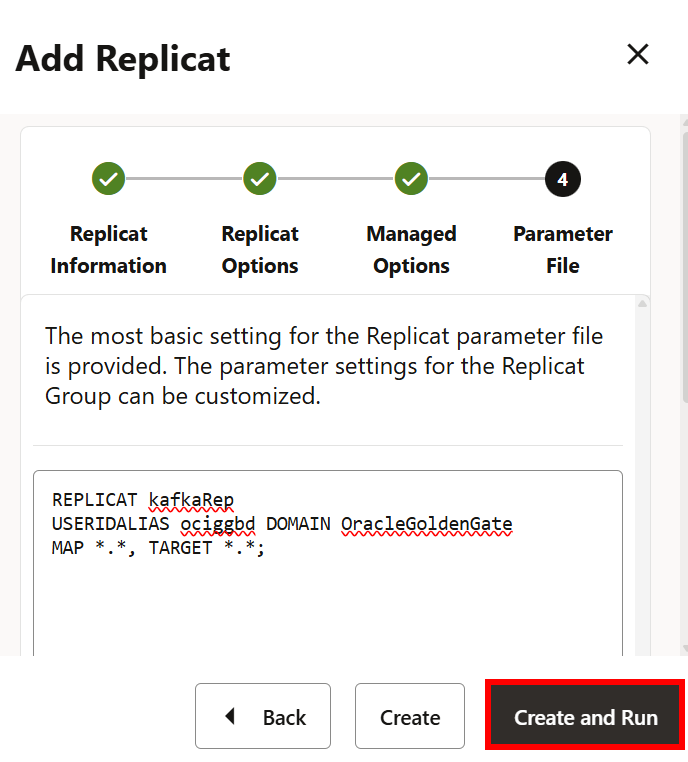 Add Replicat
4
Replicat Information
Replicat Options
Managed Options
Parameter File
The most basic setting for the Replicat parameter file
is provided. The parameter settings for the Replicat
Group can be customized.
REPLICAT kafkaRep
USERIDALIAS ociggbd DOMAIN OracleGoldenGate
MAP *.*, TARGET *.*;
Back
Create
Create and Run